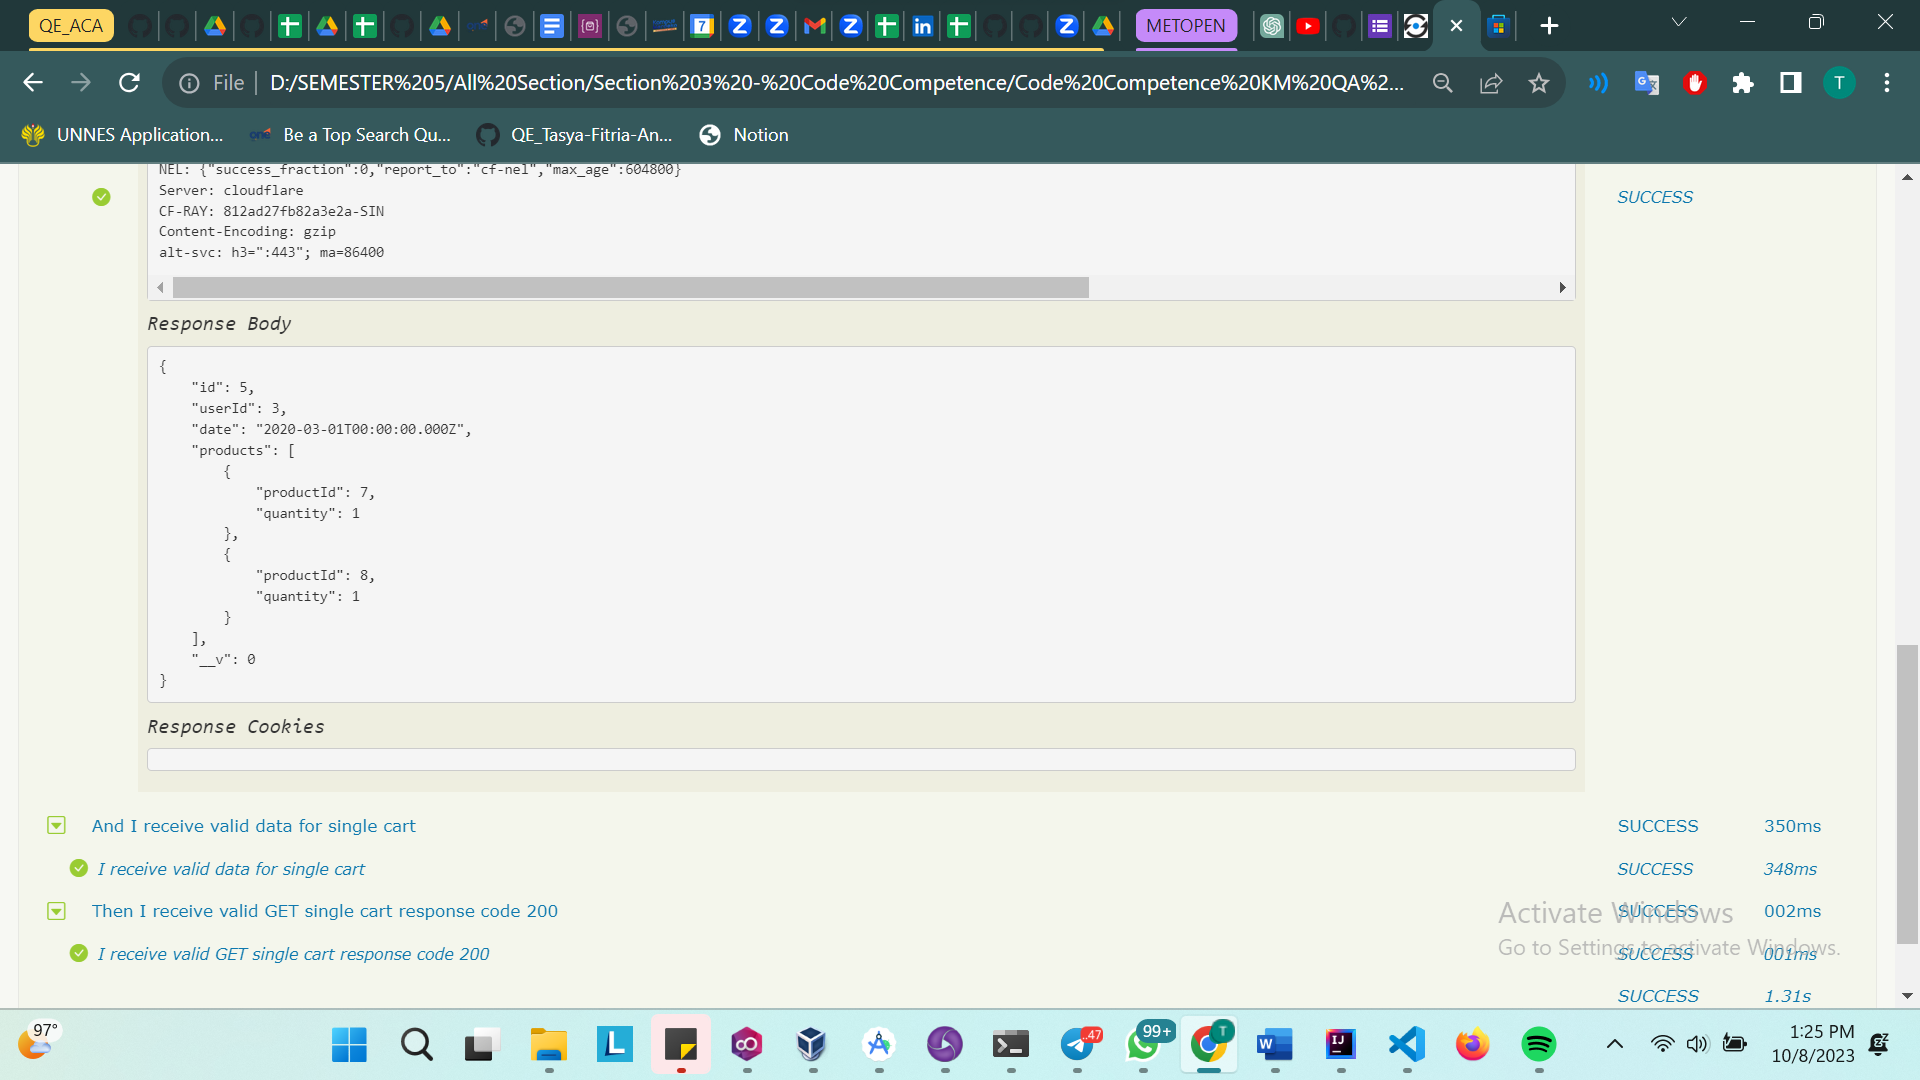 QE_ACA
METOPEN
File
D:/SEMESTER%205/All%20Section/Section%203%20-%20Code%20Competence/Code%20Competence%20KM%20QA%2...
T
UNNES Application...
Be a Top Search Qu...
QE_Tasya-Fitria-An...
Notion
NEL: {"success_fraction":0,"report_to":"cf-nel","max_age":604800}
Server: cloudflare
SUCCESS
CF-RAY: 812ad27fb82a3e2a-SIN
Content-Encoding: gzip
alt-svc: h3=":443"; ma=86400
Response Body
{
"id": 5,
"userId": 3,
"date": "2020-03-01T00:00:00.000Z",
"products": [
{
"productId": 7,
"quantity": 1
},
{
"productId": 8,
"quantity": 1
}
],
"__v": 0
}
Response Cookies
And I receive valid data for single cart SUCCESS 350ms
I receive valid data for single cart SUCCESS 348ms
Then I receive valid GET single cart response code 200 SUCCESS 002ms
I receive valid GET single cart response code 200 SUCCESS 001ms
SUCCESS 1.31s
Activate Windows
Go to Settings to activate Windows.
97°
47
99+
T
1:25 PM
10/8/2023